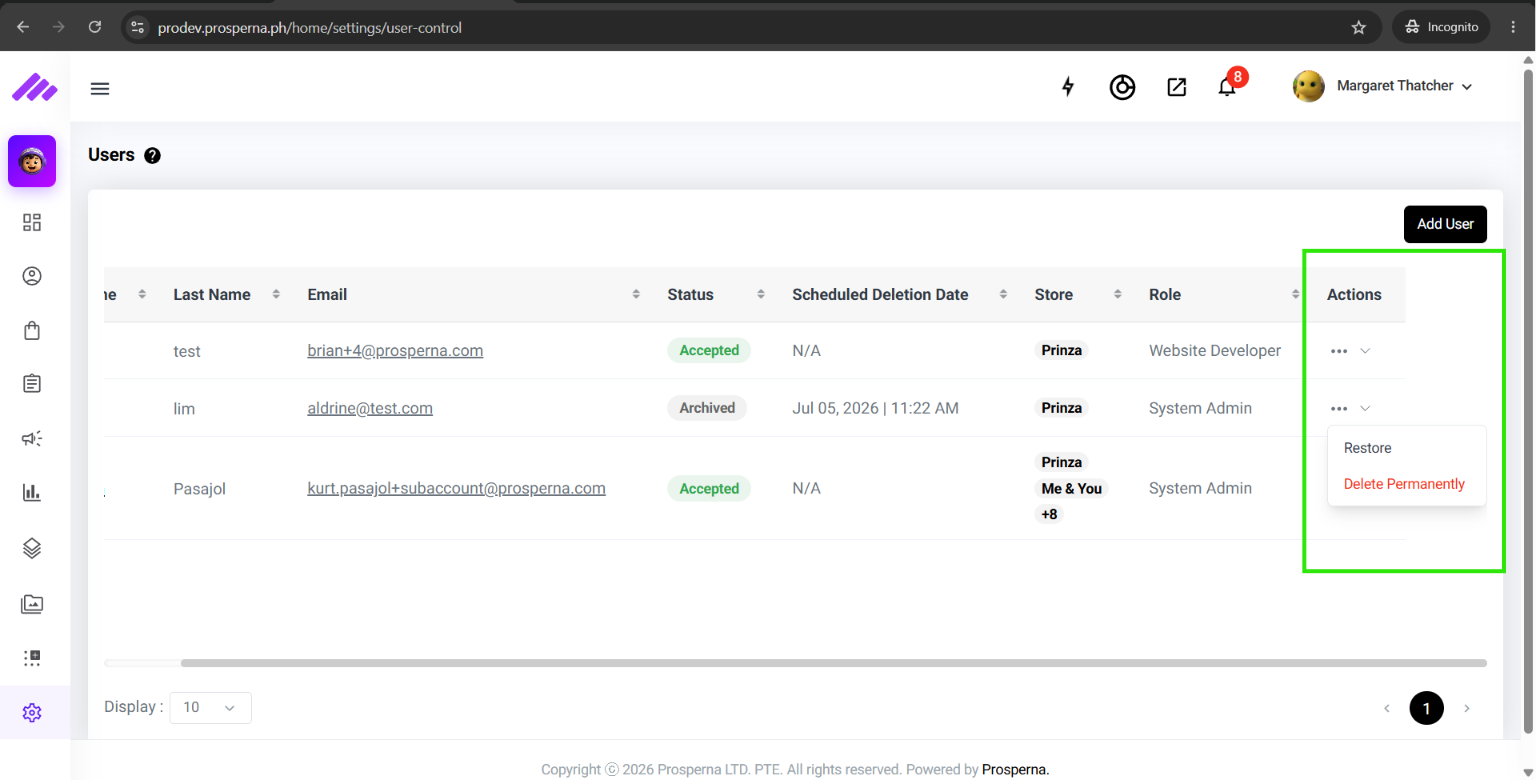 prodev.prosperna.ph/home/settings/user-control
Incognito
8
Margaret Thatcher
Users ?
Add User
ne Last Name Email Status Scheduled Deletion Date Store Role Actions
test brian+4@prosperna.com Accepted N/A Prinza Website Developer
lim aldrine@test.com Archived Jul 05, 2026 | 11:22 AM Prinza System Admin
Restore
Delete Permanently
Pasajol kurt.pasajol+subaccount@prosperna.com Accepted N/A Prinza System Admin
Me & You
+8
Display : 10
1
Copyright ⓒ 2026 Prosperna LTD. PTE. All rights reserved. Powered by Prosperna.